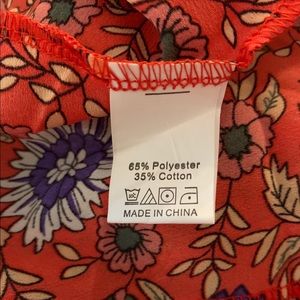 65% Polyester
35% Cotton
MADE IN CHINA